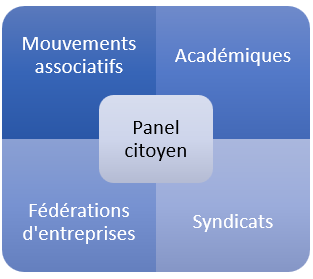 Mouvements
associatifs
Académiques
Panel
citoyen
Fédérations
d'entreprises
Syndicats